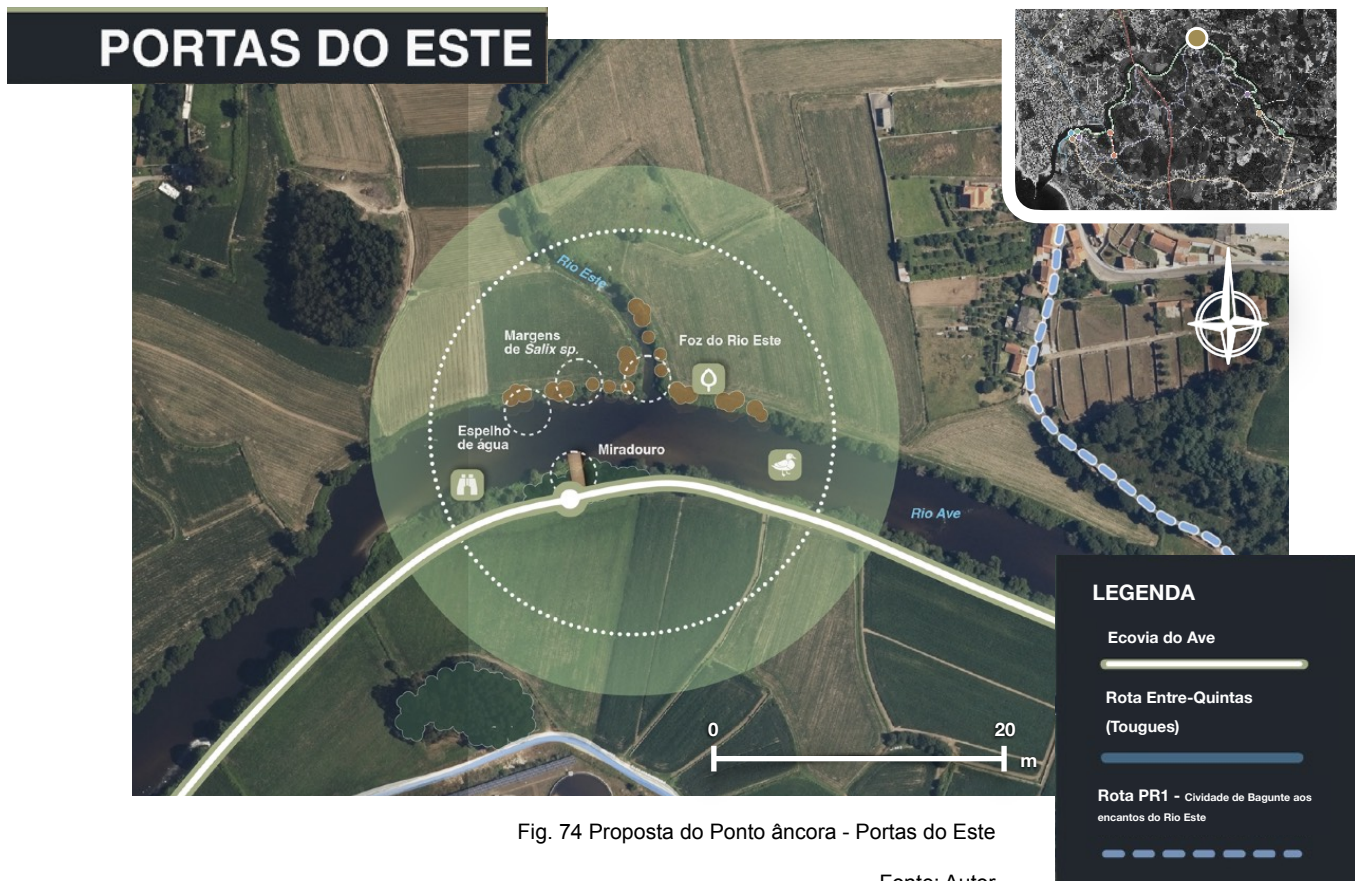 PORTAS DO ESTE
Rio Este
Margens
de Salix sp.
Foz do Rio Este
Espelho
de água
Miradouro
Rio Ave
0
20
m
LEGENDA
Ecovia do Ave
Rota Entre-Quintas
(Tougues)
Rota PR1 - Cividade de Bagunte aos
encantos do Rio Este
Fig. 74 Proposta do Ponto âncora - Portas do Este
Fonte: Autor